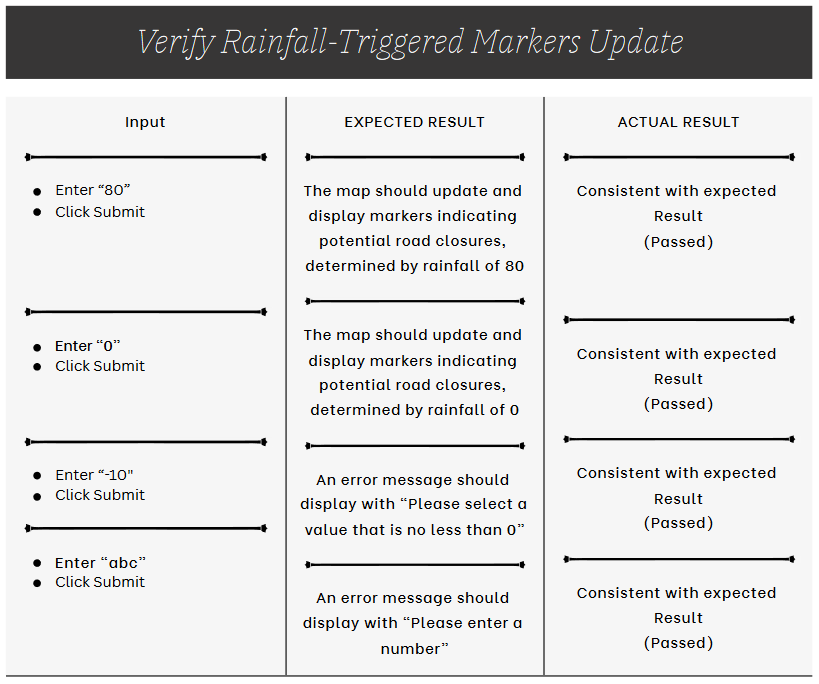 Verify Rainfall-Triggered Markers Update
Input
EXPECTED RESULT
ACTUAL RESULT
● Enter “80”
● Click Submit
The map should update and
display markers indicating
potential road closures,
determined by rainfall of 80
Consistent with expected
Result
(Passed)
● Enter “0”
● Click Submit
The map should update and
display markers indicating
potential road closures,
determined by rainfall of 0
Consistent with expected
Result
(Passed)
● Enter “-10"
● Click Submit
An error message should
display with “Please select a
value that is no less than 0”
Consistent with expected
Result
(Passed)
● Enter “abc”
● Click Submit
An error message should
display with “Please enter a
number”
Consistent with expected
Result
(Passed)